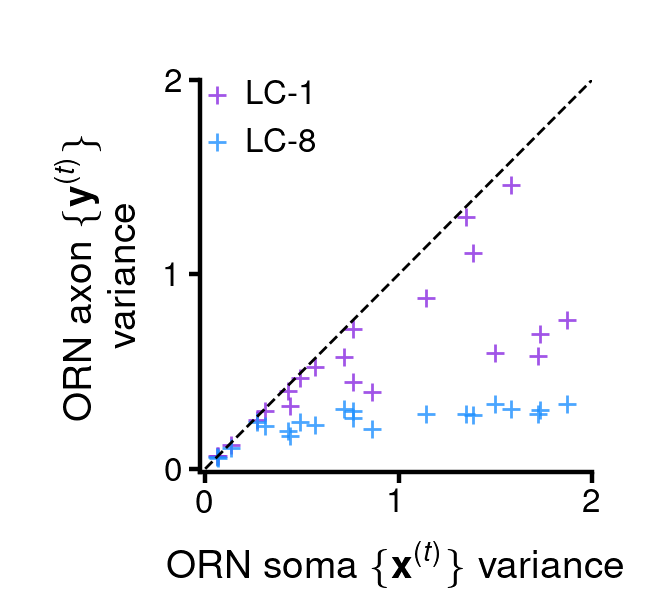 2
LC-1
LC-8
1
0
0
1
2
ORN axon {𝐲⁽ᵗ⁾}
variance
ORN soma {𝐱⁽ᵗ⁾} variance